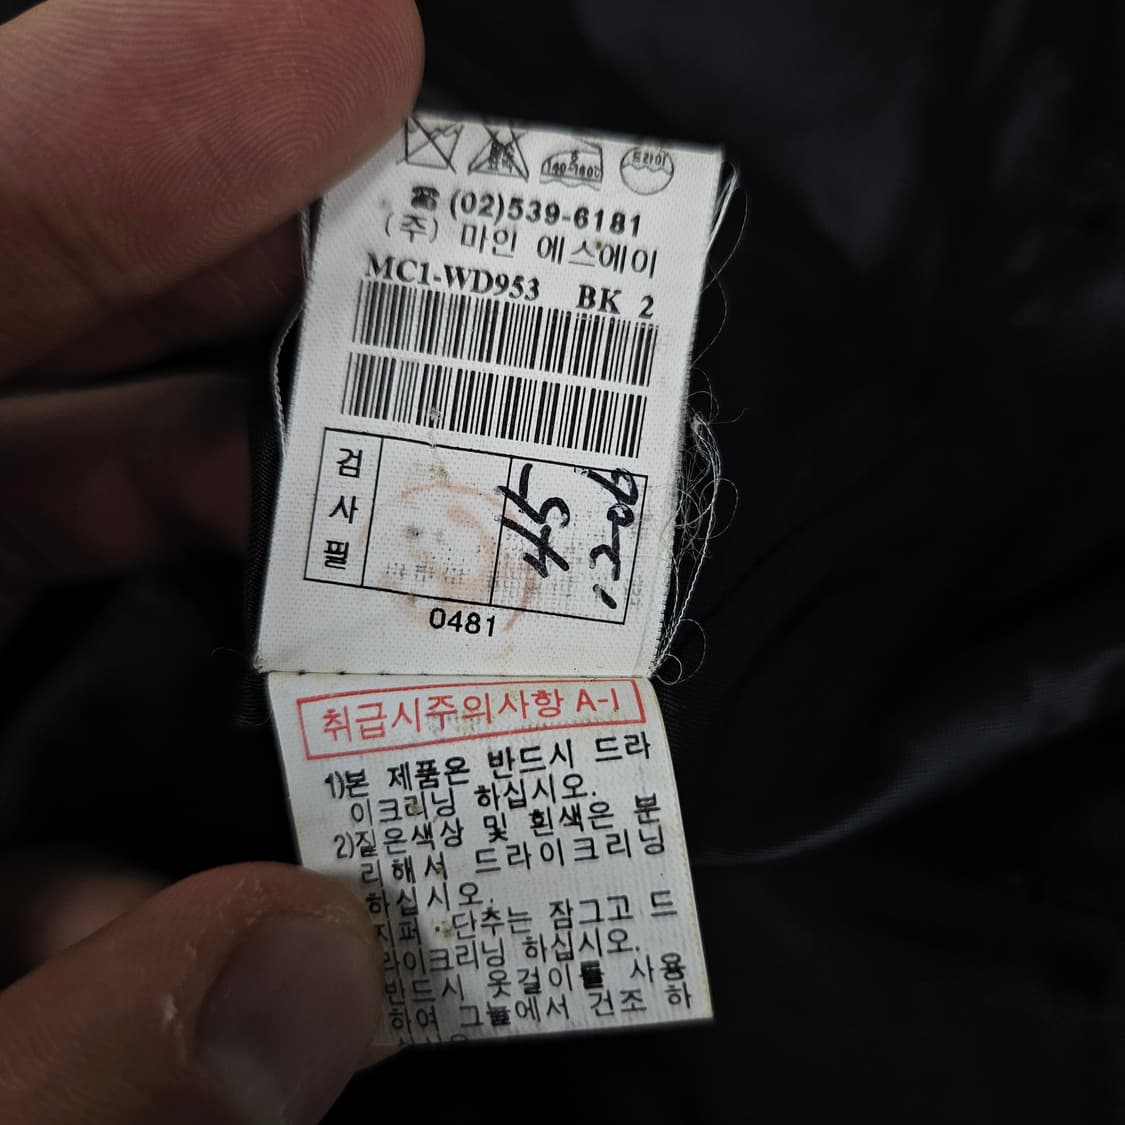 드라이
☎ (02)539-6181
(주) 마인 에스에이
MC1-WD953 BK 2
검사필
45
12-06
0481
취급시주의사항 A-1
1)본 제품은 반드시 드라
이크리닝 하십시오.
2)짙은색상 및 흰색은 분
리해서 드라이크리닝
하십시오.
지퍼·단추는 잠그고 드
라이크리닝 하십시오.
반드시 옷걸이를 사용
하여 그늘에서 건조 하